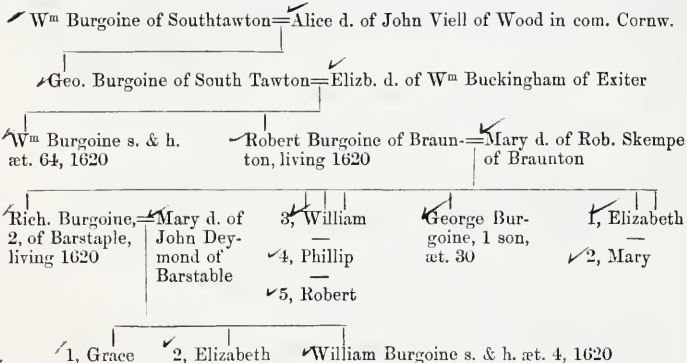 Wm Burgoine of Southtawton=Alice d. of John Viell of Wood in com. Cornw.
Geo. Burgoine of South Tawton=Elizb. d. of Wm Buckingham of Exiter
Wm Burgoine s. & h. Robert Burgoine of Braun-=Mary d. of Rob. Skempe
æt. 64, 1620 ton, living 1620 of Braunton
Rich. Burgoine,=Mary d. of 3, William George Bur- 1, Elizabeth
2, of Barstaple, John Dey- — goine, 1 son, —
living 1620 mond of 4, Phillip æt. 30 2, Mary
Barstable —
5, Robert
1, Grace 2, Elizabeth William Burgoine s. & h. æt. 4, 1620